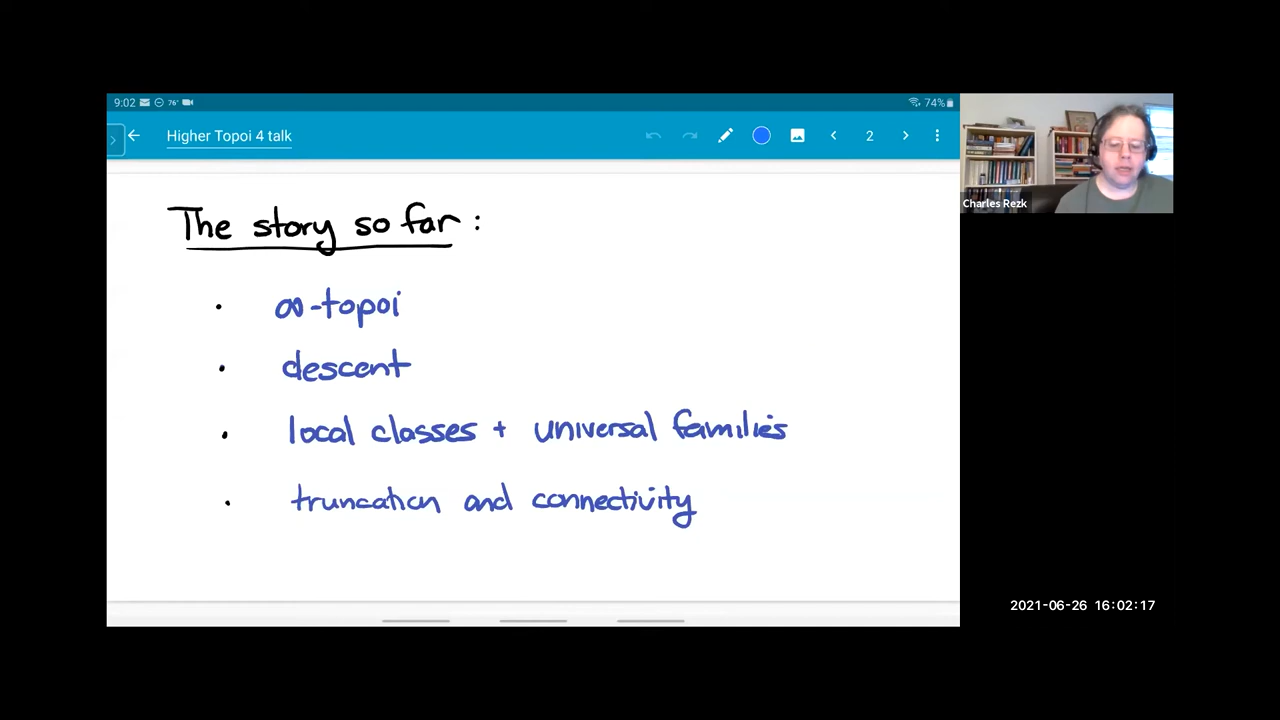 9:02 76° 74%
Higher Topoi 4 talk 2
The story so far :
• ∞-topoi
• descent
• local classes + universal families
• truncation and connectivity
Charles Rezk
2021-06-26 16:02:17